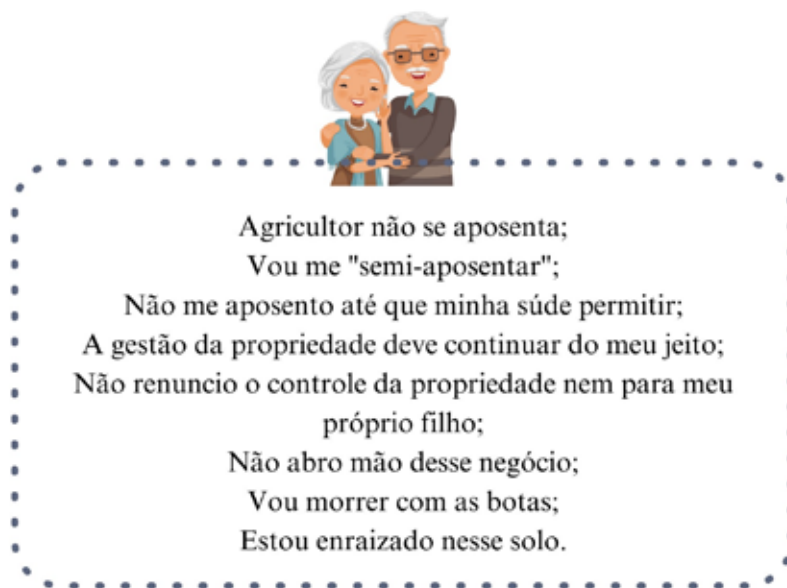 Agricultor não se aposenta;
Vou me "semi-aposentar";
Não me aposento até que minha súde permitir;
A gestão da propriedade deve continuar do meu jeito;
Não renuncio o controle da propriedade nem para meu
próprio filho;
Não abro mão desse negócio;
Vou morrer com as botas;
Estou enraizado nesse solo.